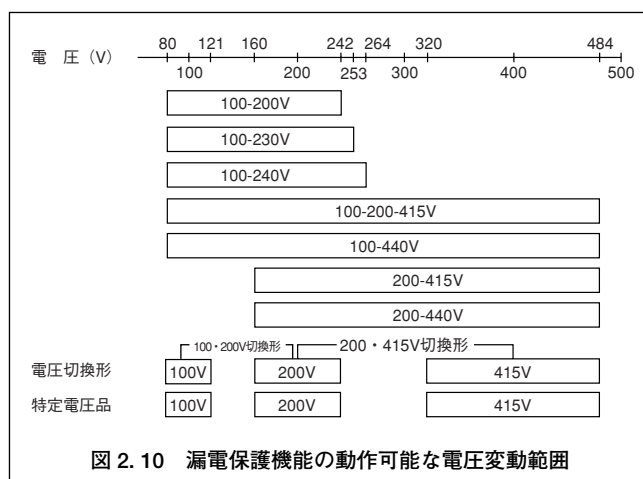 80 121 160 242 264 320 484
電 圧（V）
100 200 253 300 400 500
100-200V
100-230V
100-240V
100-200-415V
100-440V
200-415V
200-440V
100・200V切換形 200・415V切換形
電圧切換形 100V 200V 415V
特定電圧品 100V 200V 415V
図 2. 10 漏電保護機能の動作可能な電圧変動範囲